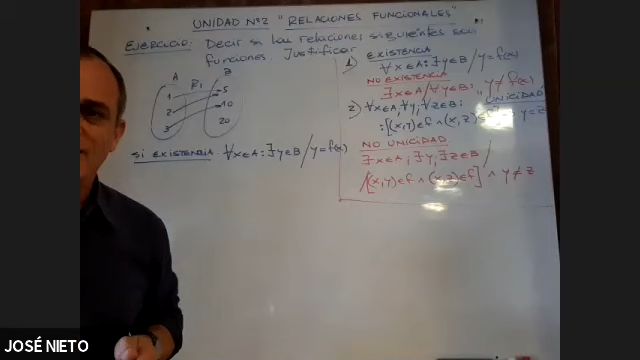 UNIDAD Nº2 "RELACIONES FUNCIONALES"
EJERCICIO: Decir si las relaciones siguientes son
funciones. Justificar
A R1 B
1 5
2 10
3 20
SI EXISTENCIA ∀x∈A: ∃y∈B / y=f(x)
1) EXISTENCIA
∀x∈A: ∃y∈B / y=f(x)
NO EXISTENCIA
∃x∈A / ∀y∈B: y≠f(x)
"UNICIDAD"
2) ∀x∈A, ∀y, ∀z∈B:
:[(x,y)∈f ∧ (x,z)∈f] y=z
NO UNICIDAD
∃x∈A; ∃y, ∃z∈B /
/[(x,y)∈f ∧ (x,z)∈f] ∧ y≠z
JOSÉ NIETO